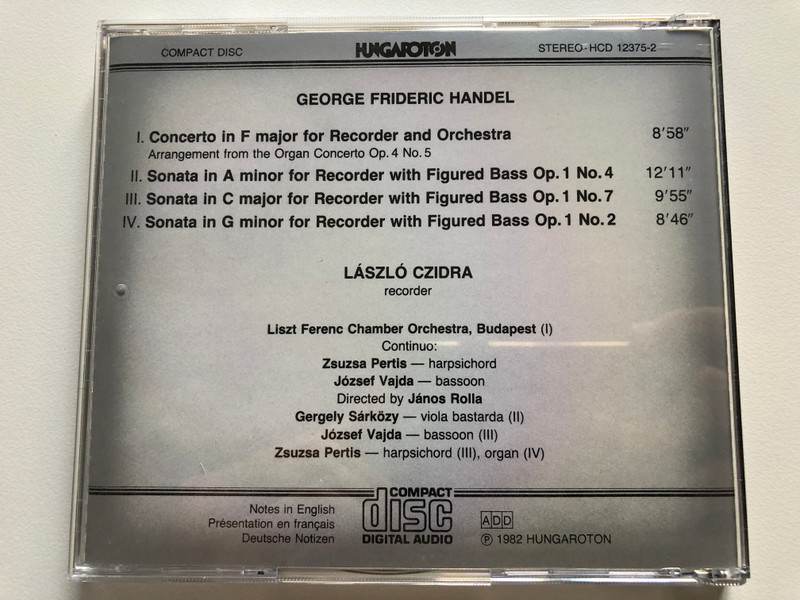 COMPACT DISC HUNGAROTON STEREO-HCD 12375-2
GEORGE FRIDERIC HANDEL
I. Concerto in F major for Recorder and Orchestra 8′58″
Arrangement from the Organ Concerto Op. 4 No. 5
II. Sonata in A minor for Recorder with Figured Bass Op. 1 No. 4 12′11″
III. Sonata in C major for Recorder with Figured Bass Op. 1 No. 7 9′55″
IV. Sonata in G minor for Recorder with Figured Bass Op. 1 No. 2 8′46″
LÁSZLÓ CZIDRA
recorder
Liszt Ferenc Chamber Orchestra, Budapest (I)
Continuo:
Zsuzsa Pertis — harpsichord
József Vajda — bassoon
Directed by János Rolla
Gergely Sárközy — viola bastarda (II)
József Vajda — bassoon (III)
Zsuzsa Pertis — harpsichord (III), organ (IV)
Notes in English
Présentation en français
Deutsche Notizen
COMPACT
disc
DIGITAL AUDIO
ADD
℗ 1982 HUNGAROTON